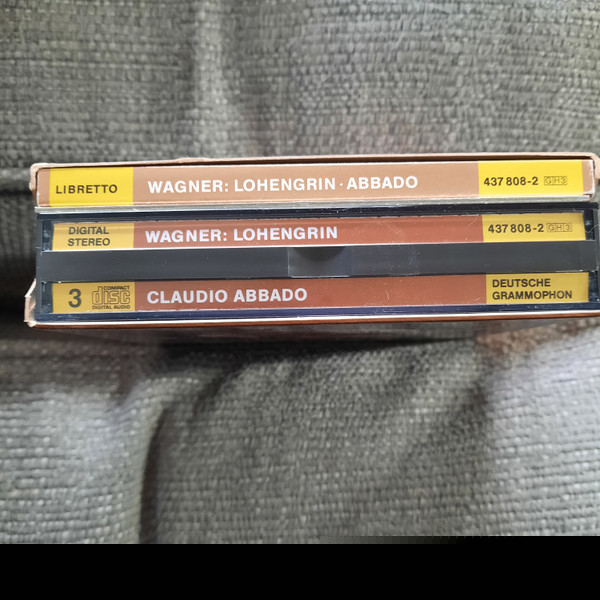 LIBRETTO WAGNER: LOHENGRIN · ABBADO 437 808-2 GH3
DIGITAL STEREO WAGNER: LOHENGRIN 437 808-2 GH3
3 COMPACT disc DIGITAL AUDIO CLAUDIO ABBADO DEUTSCHE GRAMMOPHON